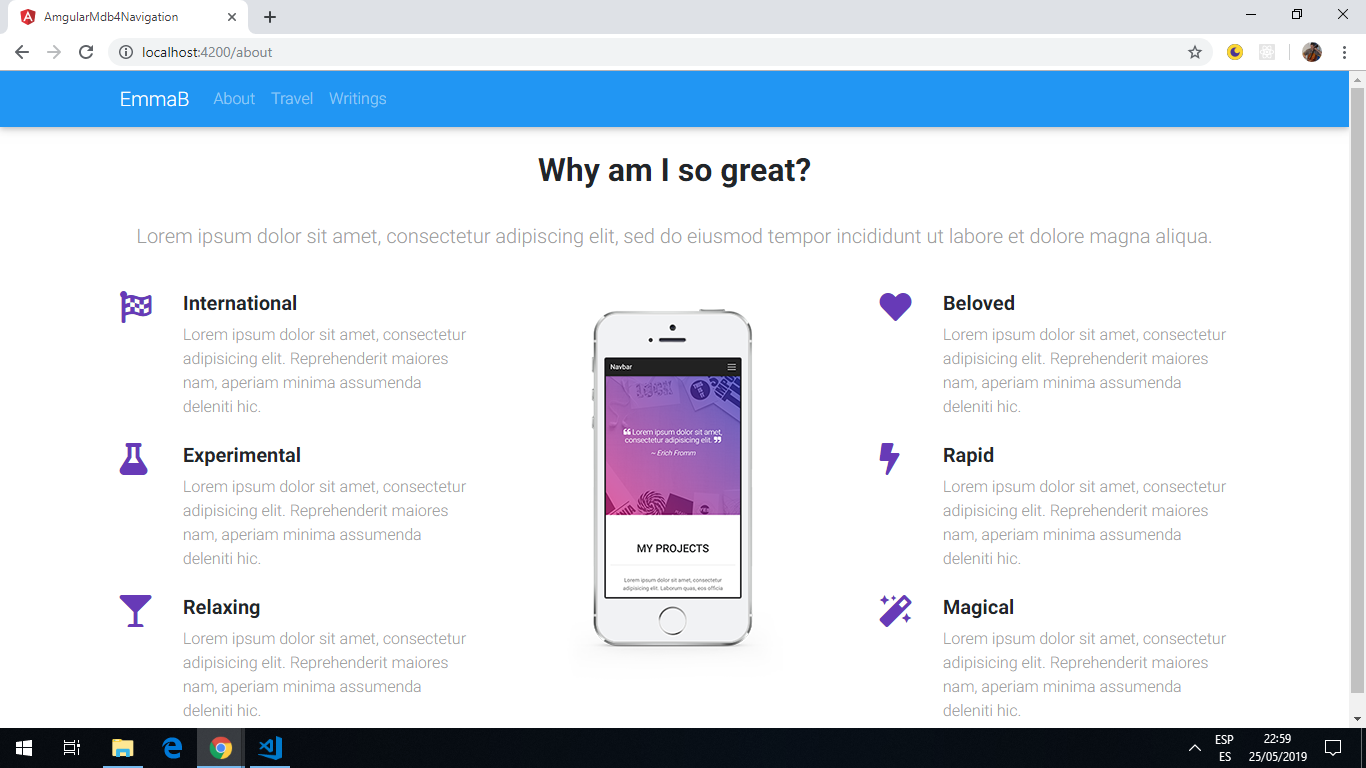 AmgularMdb4Navigation
localhost:4200/about
EmmaB About Travel Writings
Why am I so great?
Lorem ipsum dolor sit amet, consectetur adipiscing elit, sed do eiusmod tempor incididunt ut labore et dolore magna aliqua.
International
Lorem ipsum dolor sit amet, consectetur
adipisicing elit. Reprehenderit maiores
nam, aperiam minima assumenda
deleniti hic.
Experimental
Lorem ipsum dolor sit amet, consectetur
adipisicing elit. Reprehenderit maiores
nam, aperiam minima assumenda
deleniti hic.
Relaxing
Lorem ipsum dolor sit amet, consectetur
adipisicing elit. Reprehenderit maiores
nam, aperiam minima assumenda
deleniti hic.
Navbar
❝ Lorem ipsum dolor sit amet,
consectetur adipisicing elit. ❞
~ Erich Fromm
MY PROJECTS
Lorem ipsum dolor sit amet, consectetur
adipisicing elit. Laborum quas, eos officia
Beloved
Lorem ipsum dolor sit amet, consectetur
adipisicing elit. Reprehenderit maiores
nam, aperiam minima assumenda
deleniti hic.
Rapid
Lorem ipsum dolor sit amet, consectetur
adipisicing elit. Reprehenderit maiores
nam, aperiam minima assumenda
deleniti hic.
Magical
Lorem ipsum dolor sit amet, consectetur
adipisicing elit. Reprehenderit maiores
nam, aperiam minima assumenda
deleniti hic.
ESP
ES
22:59
25/05/2019